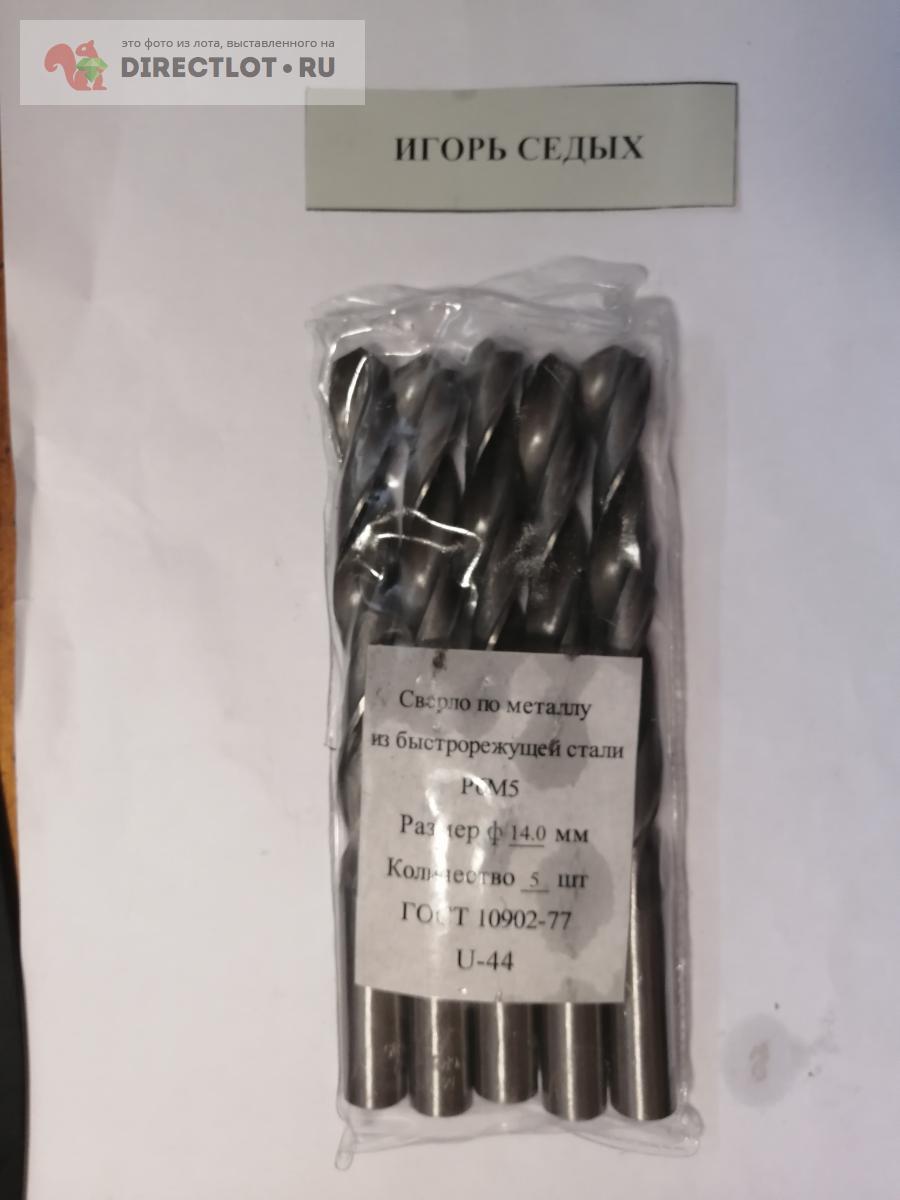 это фото из лота, выставленного на
DIRECTLOT•RU
ИГОРЬ СЕДЫХ
Сверло по металлу
из быстрорежущей стали
Р6М5
Размер ф 14.0 мм
Количество 5 шт
ГОСТ 10902-77
U-44